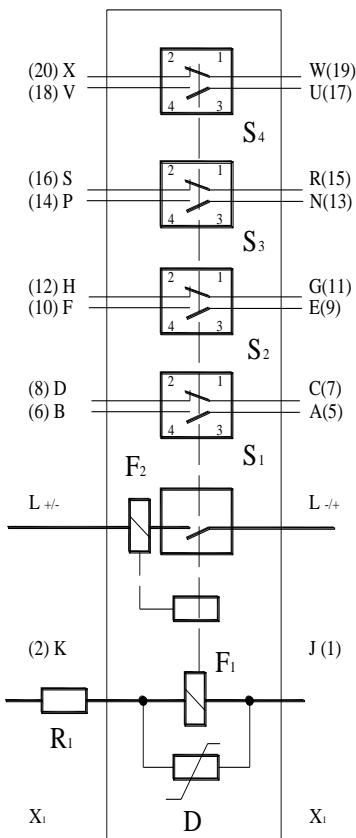 (20) X 2 1 W(19)
(18) V 4 3 U(17)
S4
(16) S 2 1 R(15)
(14) P 4 3 N(13)
S3
(12) H 2 1 G(11)
(10) F 4 3 E(9)
S2
(8) D 2 1 C(7)
(6) B 4 3 A(5)
S1
F2
L +/- L -/+
(2) K F1 J (1)
R1
D
X1 X1